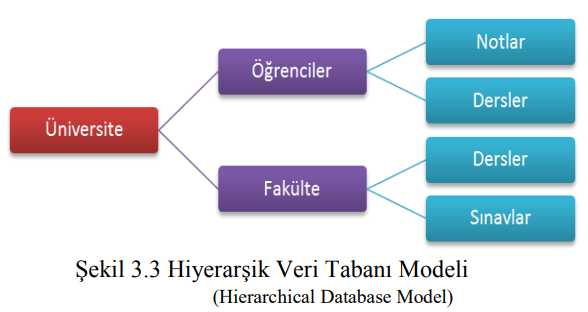 Üniversite
Öğrenciler
Notlar
Dersler
Fakülte
Dersler
Sınavlar
Şekil 3.3 Hiyerarşik Veri Tabanı Modeli
(Hierarchical Database Model)